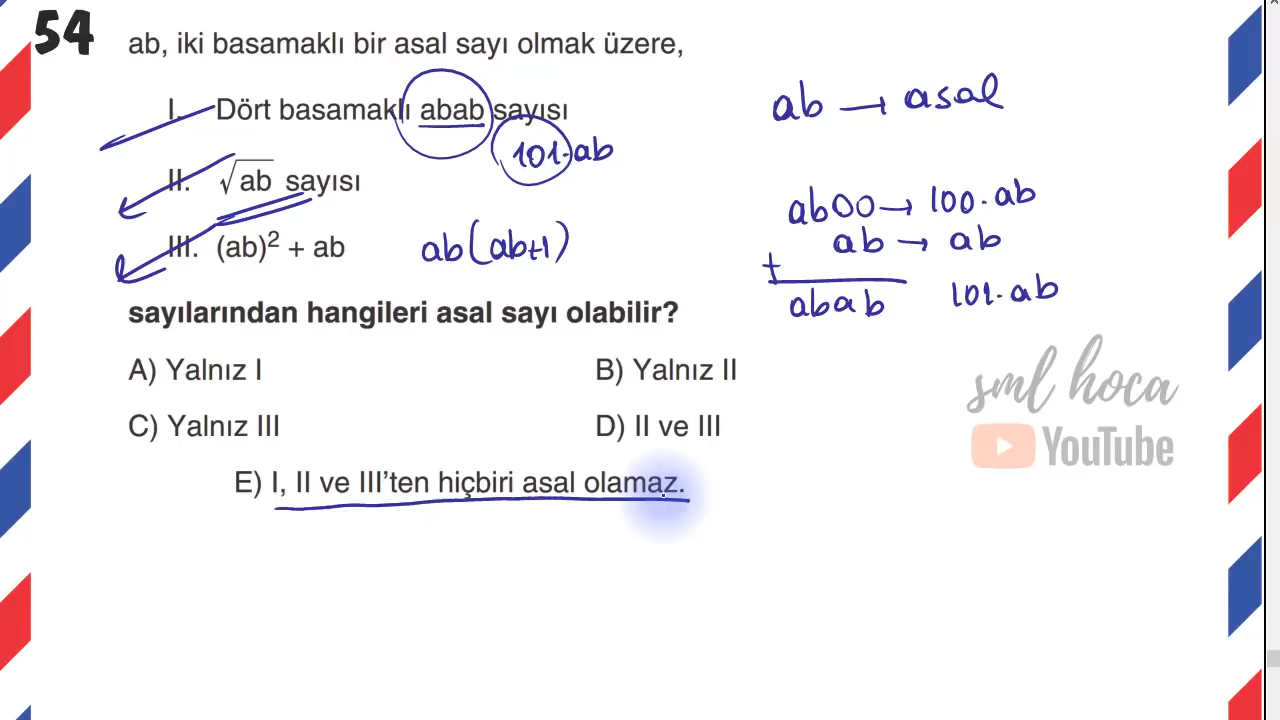 54
ab, iki basamaklı bir asal sayı olmak üzere,
I. Dört basamaklı abab sayısı
101·ab
II. √ab sayısı
III. (ab)² + ab
ab(ab+1)
sayılarından hangileri asal sayı olabilir?
A) Yalnız I
B) Yalnız II
C) Yalnız III
D) II ve III
E) I, II ve III’ten hiçbiri asal olamaz.
ab → asal
ab00 → 100·ab
ab → ab
+
abab 101·ab
sml hoca
YouTube